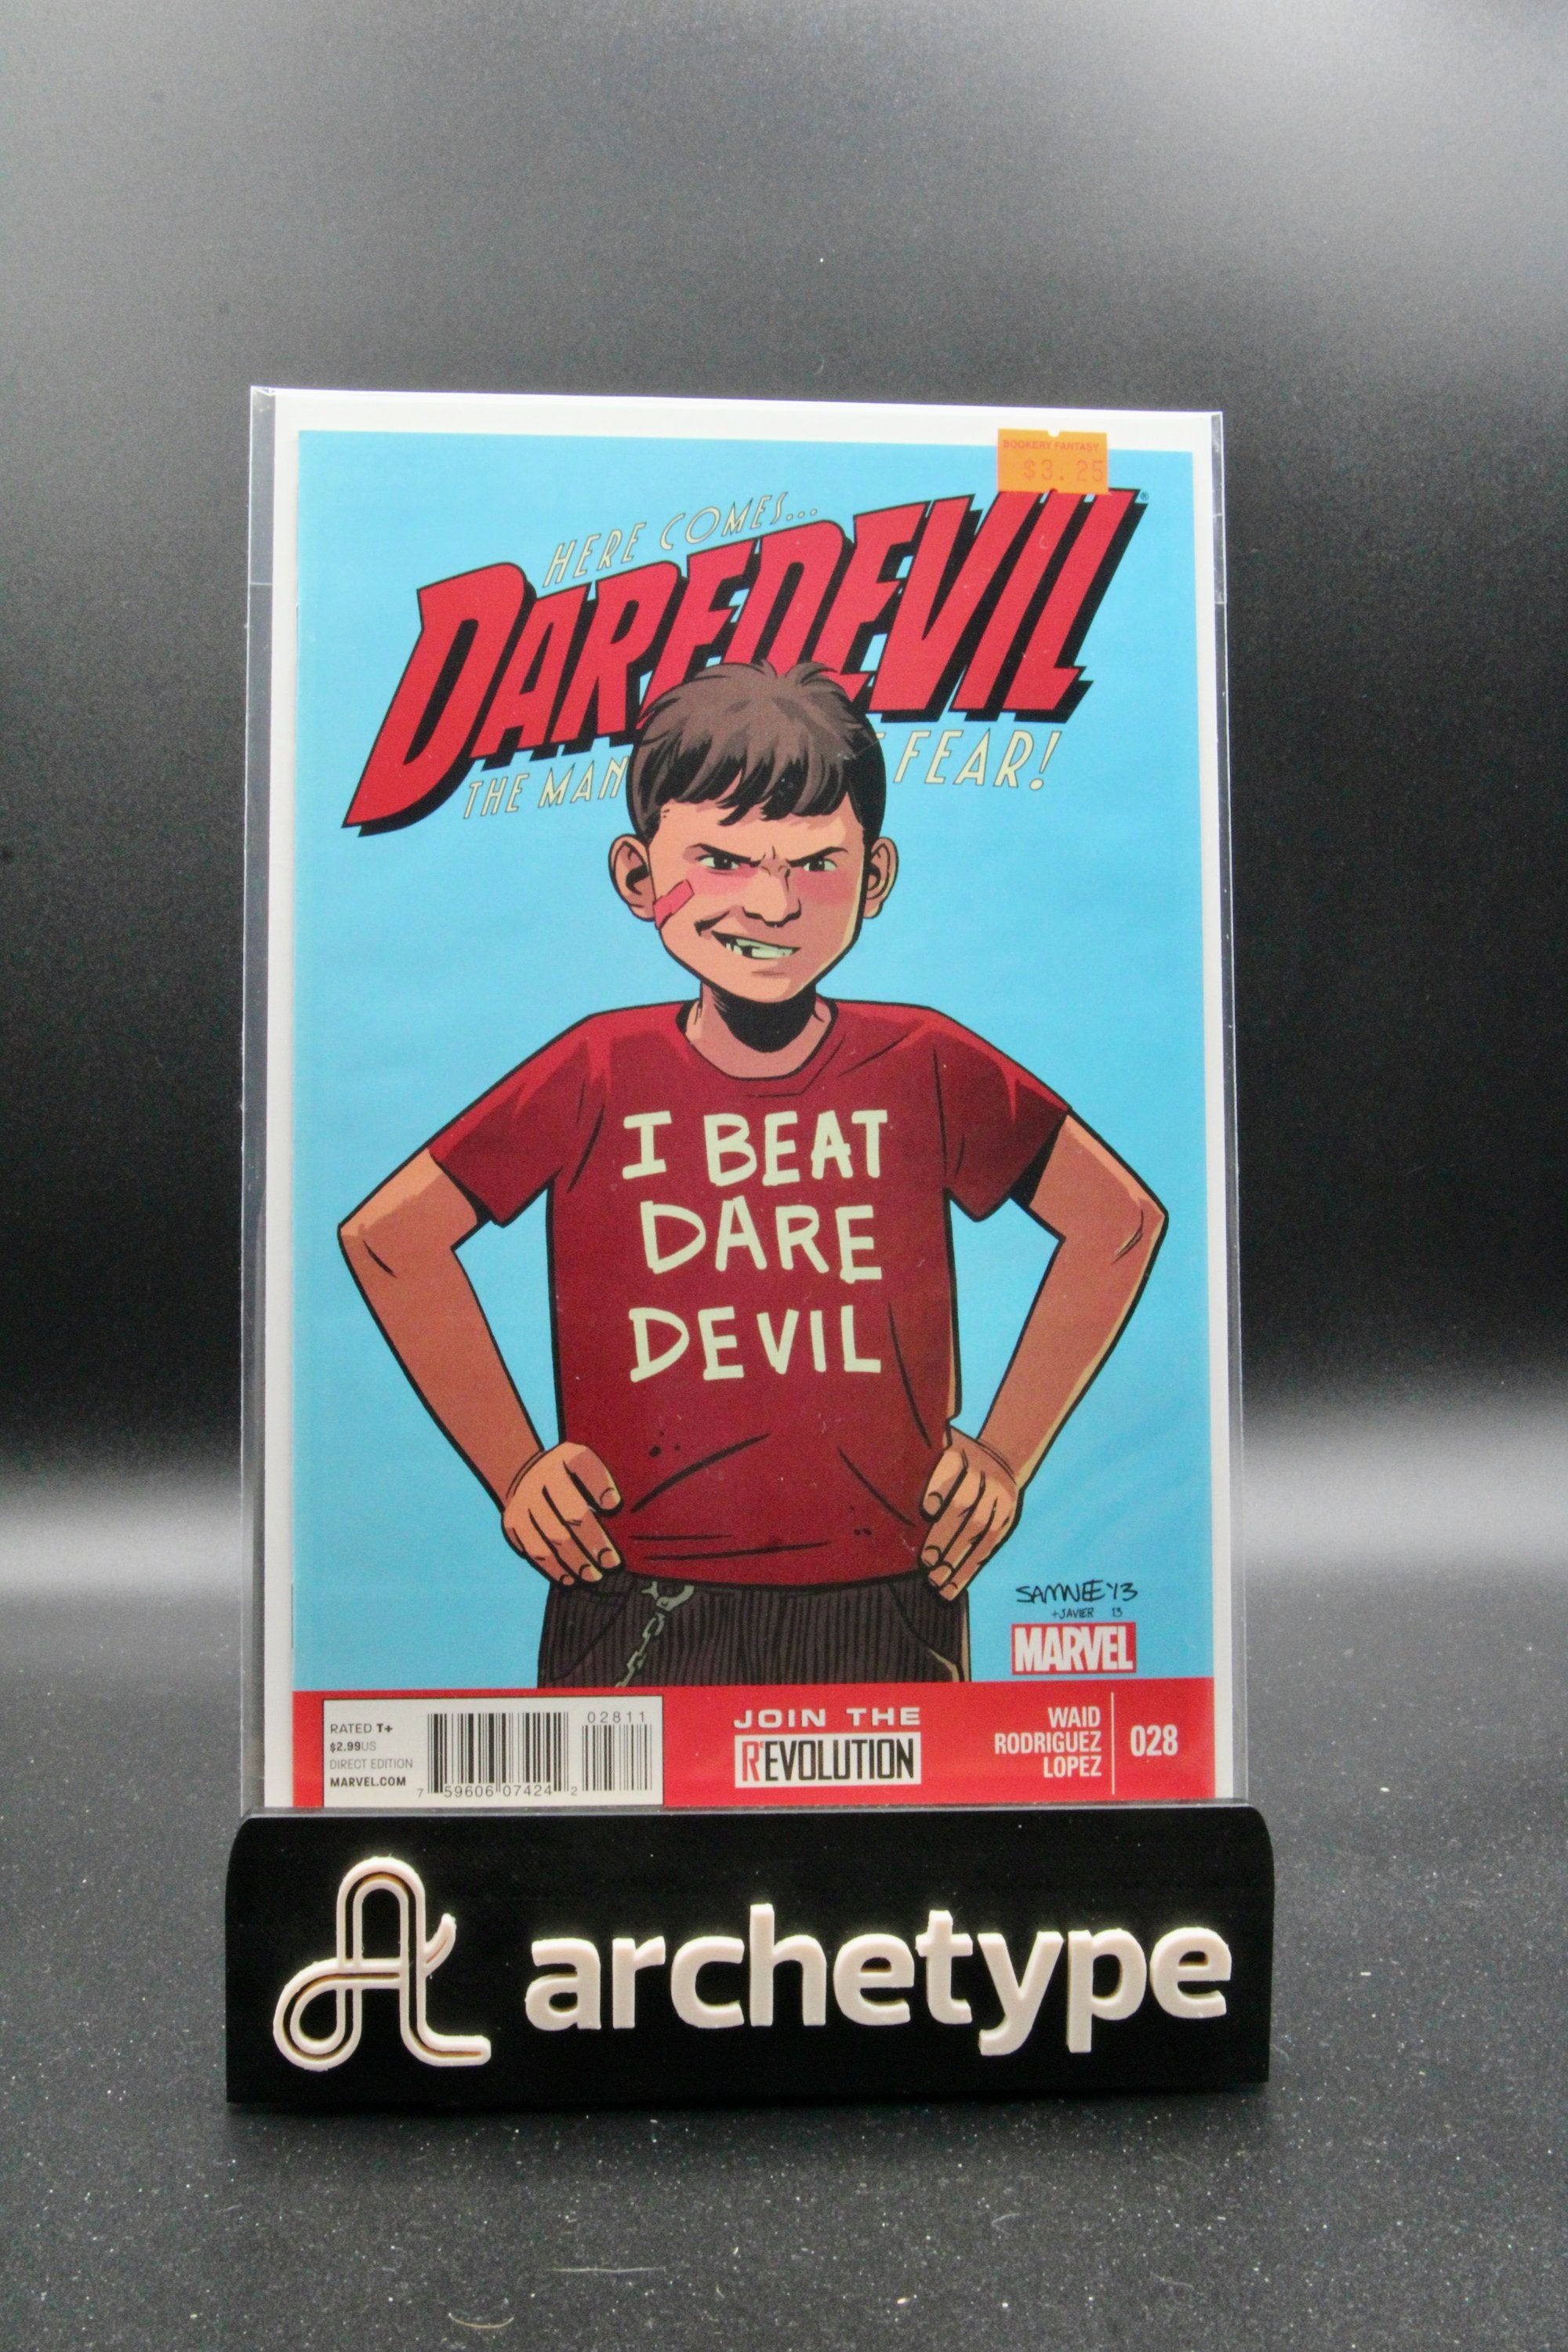 BOOKERY FANTASY
$3.25
HERE COMES...
DAREDEVIL®
THE MAN
FEAR!
I BEAT
DARE
DEVIL
SAMNEE '13
+JAVIER 13
MARVEL
RATED T+
$2.99US
DIRECT EDITION
MARVEL.COM
02811
7 59606 07424 2
JOIN THE
REVOLUTION
WAID
RODRIGUEZ
LOPEZ
028
archetype